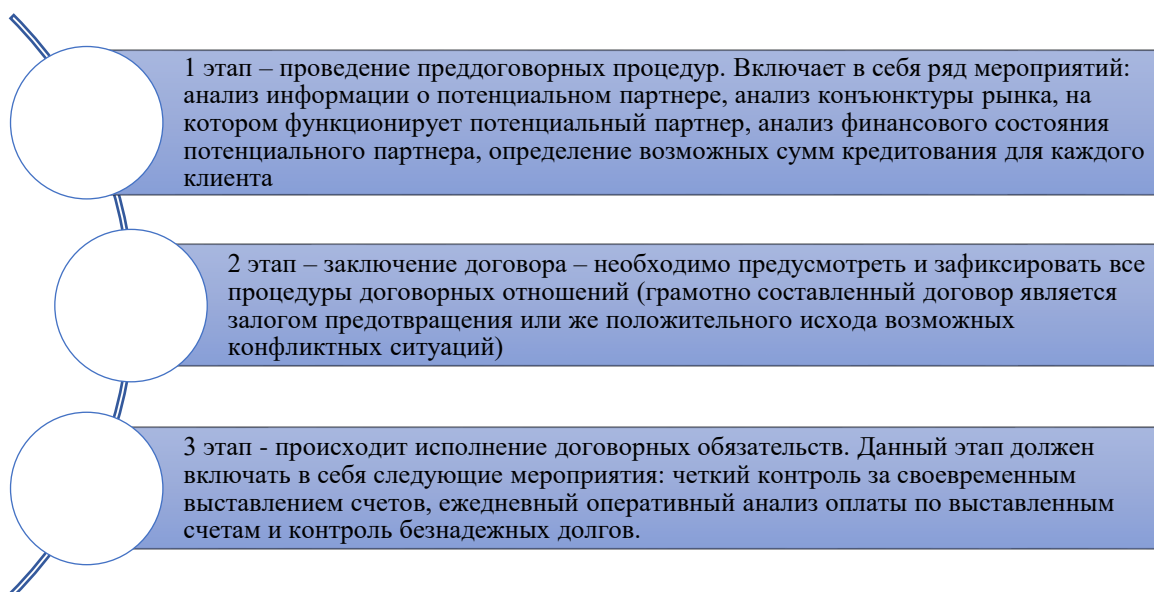 1 этап – проведение преддоговорных процедур. Включает в себя ряд мероприятий:
анализ информации о потенциальном партнере, анализ конъюнктуры рынка, на
котором функционирует потенциальный партнер, анализ финансового состояния
потенциального партнера, определение возможных сумм кредитования для каждого
клиента
2 этап – заключение договора – необходимо предусмотреть и зафиксировать все
процедуры договорных отношений (грамотно составленный договор является
залогом предотвращения или же положительного исхода возможных
конфликтных ситуаций)
3 этап - происходит исполнение договорных обязательств. Данный этап должен
включать в себя следующие мероприятия: четкий контроль за своевременным
выставлением счетов, ежедневный оперативный анализ оплаты по выставленным
счетам и контроль безнадежных долгов.